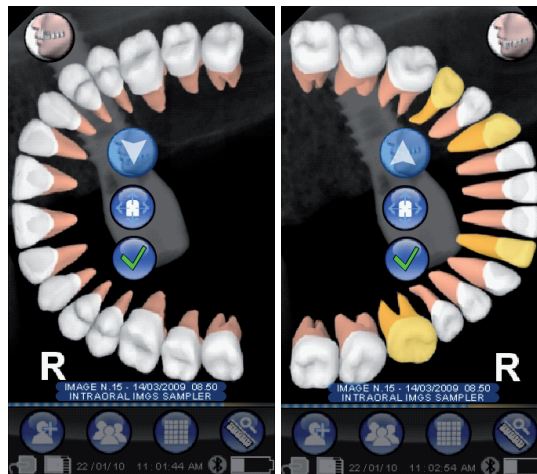 R
IMAGE N.15 - 14/03/2009 08.50
INTRAORAL IMGS SAMPLER
22/01/10 11:01:44 AM
R
IMAGE N.15 - 14/03/2009 08.50
INTRAORAL IMGS SAMPLER
22/01/10 11:02:54 AM